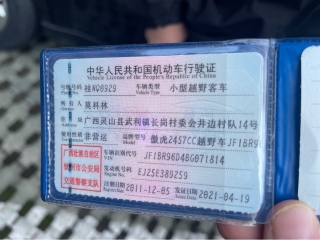 中华人民共和国机动车行驶证
Vehicle License of the People's Republic of China
号牌号码 桂NQ0929 车辆类型 小型越野客车
Plate No. Vehicle Type
所有人 莫科林
Owner
住址 广西灵山县武利镇长岗村委会井边村队14号
Address
使用性质 非营运 品牌型号 傲虎2457CC越野车JF1BR9
广西壮族自治区 车辆识别代号 JF1BR96D4BG071814
VIN
钦州市公安局 发动机号码 EJ25E389259
Engine No.
交通警察支队 注册日期 2011-12-05 发证日期 2021-04-19
Register Date Issue Date